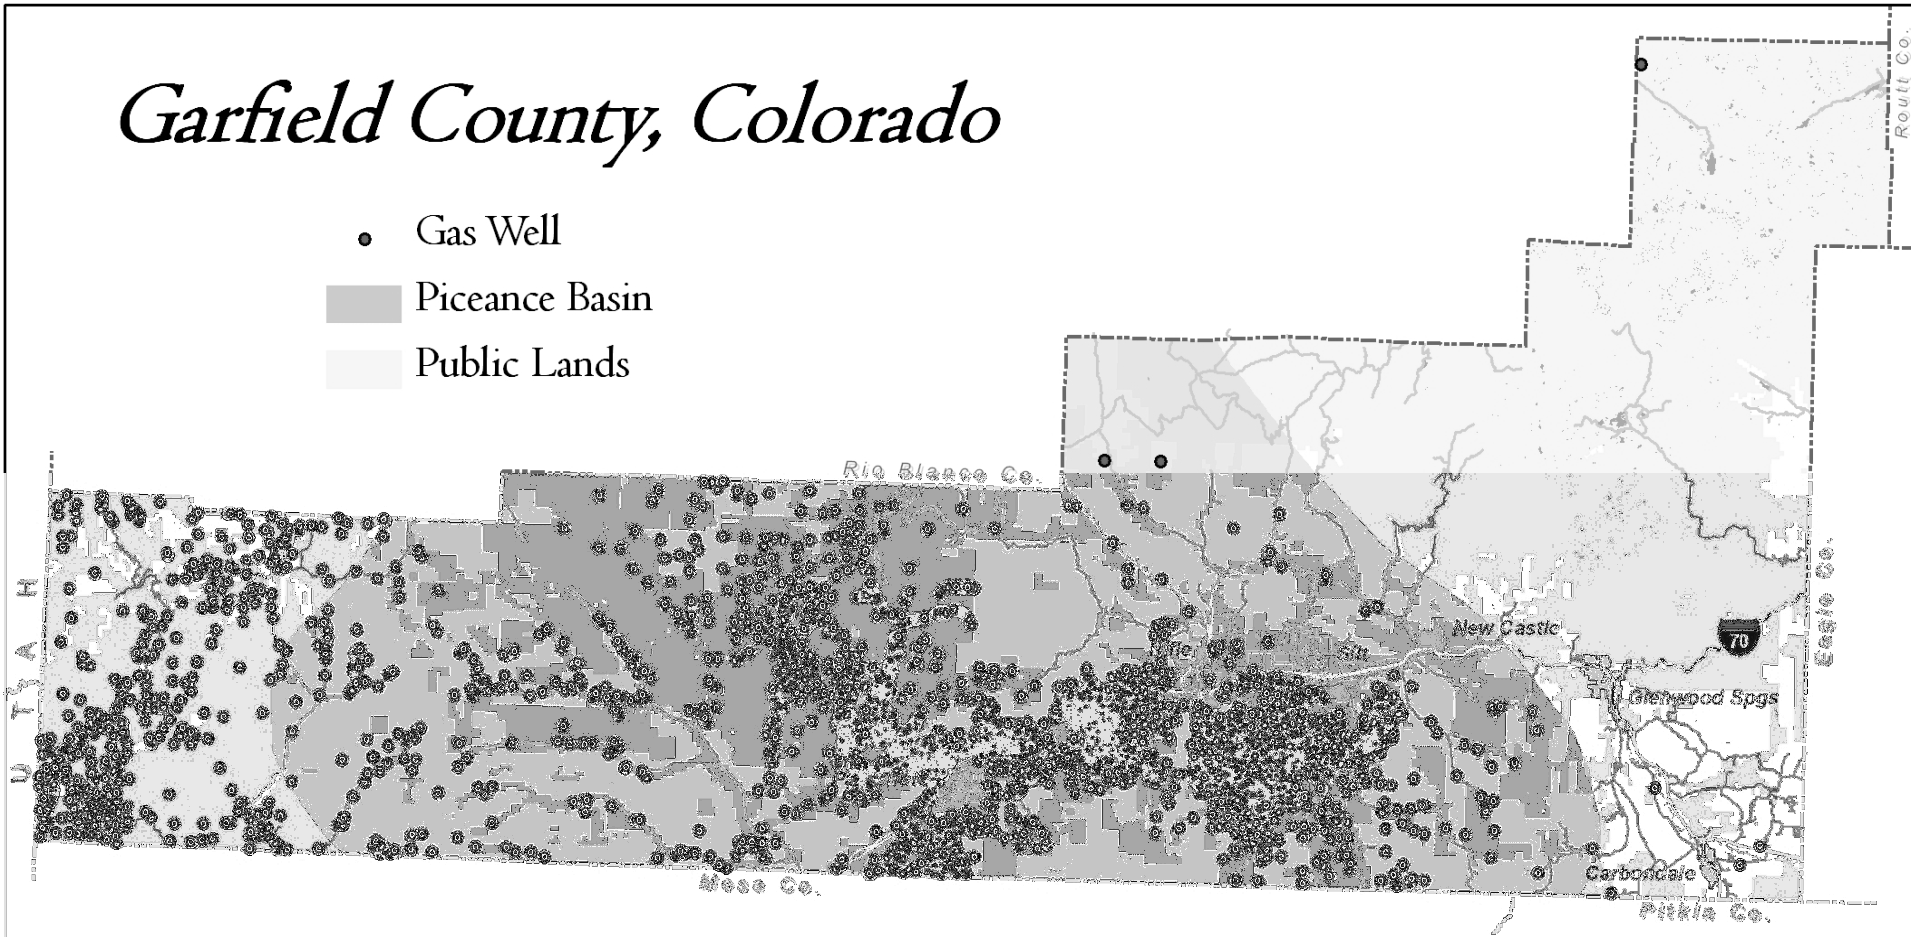 Garfield County, Colorado
Gas Well
Piceance Basin
Public Lands
Routt Co.
Rio Blanco Co.
UTAH
Eagle Co.
New Castle
Silt
70
Glenwood Spgs
Carbondale
Mesa Co.
Pitkin Co.